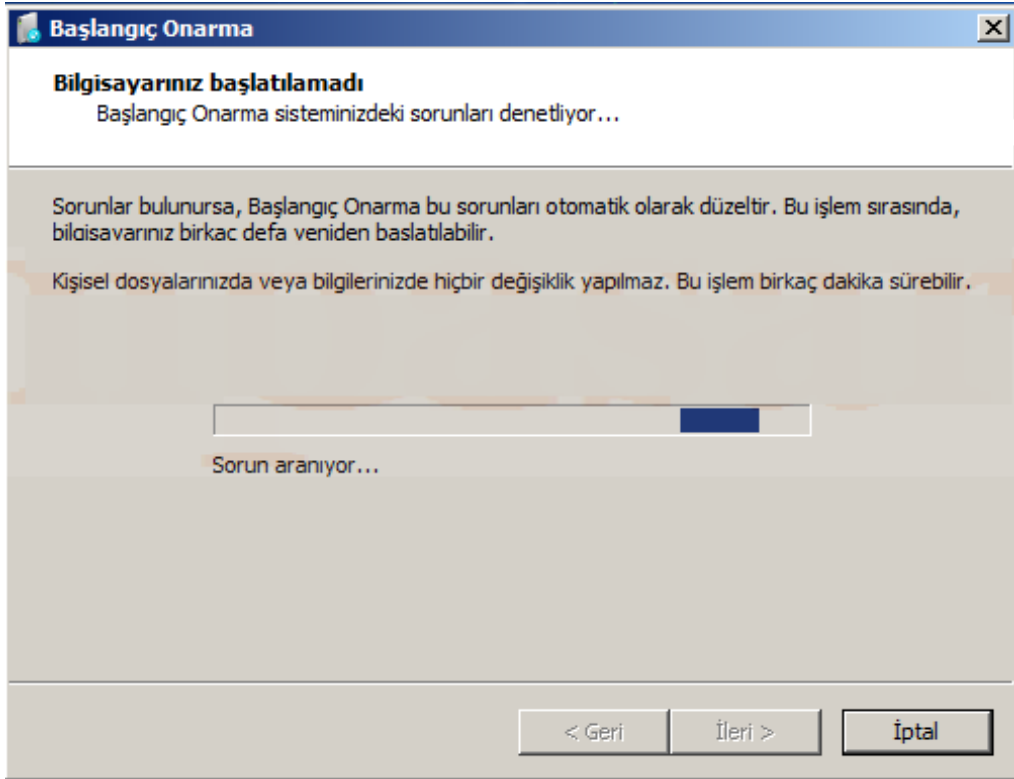 Başlangıç Onarma
Bilgisayarınız başlatılamadı
Başlangıç Onarma sisteminizdeki sorunları denetliyor...
Sorunlar bulunursa, Başlangıç Onarma bu sorunları otomatik olarak düzeltir. Bu işlem sırasında,
bilgisayarınız birkaç defa yeniden başlatılabilir.
Kişisel dosyalarınızda veya bilgilerinizde hiçbir değişiklik yapılmaz. Bu işlem birkaç dakika sürebilir.
Sorun aranıyor...
< Geri
İleri >
İptal